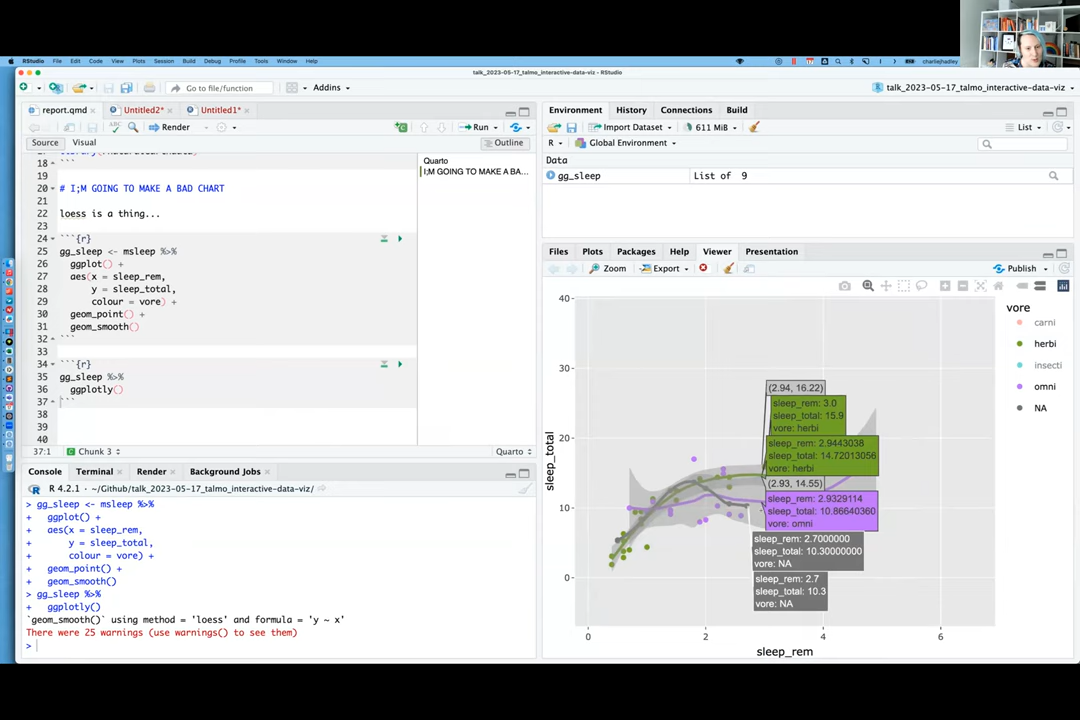 RStudio File Edit Code View Plots Session Build Debug Profile Tools Window Help
charliejhadley
talk_2023-05-17_talmo_interactive-data-viz/ - RStudio
Go to file/function Addins
talk_2023-05-17_talmo_interactive-data-viz/
report.qmd Untitled2* Untitled1*
Render Run
Source Visual Outline
18 ```
19
20 # I;M GOING TO MAKE A BAD CHART
21
22 loess is a thing...
23
24 ```{r}
25 gg_sleep <- msleep %>%
26 ggplot() +
27 aes(x = sleep_rem,
28 y = sleep_total,
29 colour = vore) +
30 geom_point() +
31 geom_smooth()
32 ```
33
34 ```{r}
35 gg_sleep %>%
36 ggplotly()
37 ```
38
39
40
Quarto
I;M GOING TO MAKE A BA...
37:1 Chunk 3 Quarto
Console Terminal Render Background Jobs
R 4.2.1 · ~/Github/talk_2023-05-17_talmo_interactive-data-viz/
> gg_sleep <- msleep %>%
+ ggplot() +
+ aes(x = sleep_rem,
+ y = sleep_total,
+ colour = vore) +
+ geom_point() +
+ geom_smooth()
> gg_sleep %>%
+ ggplotly()
`geom_smooth()` using method = 'loess' and formula = 'y ~ x'
There were 25 warnings (use warnings() to see them)
>
Environment History Connections Build
Import Dataset 611 MiB List
R Global Environment
Data
gg_sleep List of 9
Files Plots Packages Help Viewer Presentation
Zoom Export Publish
40
30
20
10
0
sleep_total
0 2 4 6
sleep_rem
vore
carni
herbi
insecti
omni
NA
(2.94, 16.22)
sleep_rem: 3.0
sleep_total: 15.9
vore: herbi
sleep_rem: 2.9443038
sleep_total: 14.72013056
vore: herbi
(2.93, 14.55)
sleep_rem: 2.9329114
sleep_total: 10.86640360
vore: omni
sleep_rem: 2.7000000
sleep_total: 10.30000000
vore: NA
sleep_rem: 2.7
sleep_total: 10.3
vore: NA